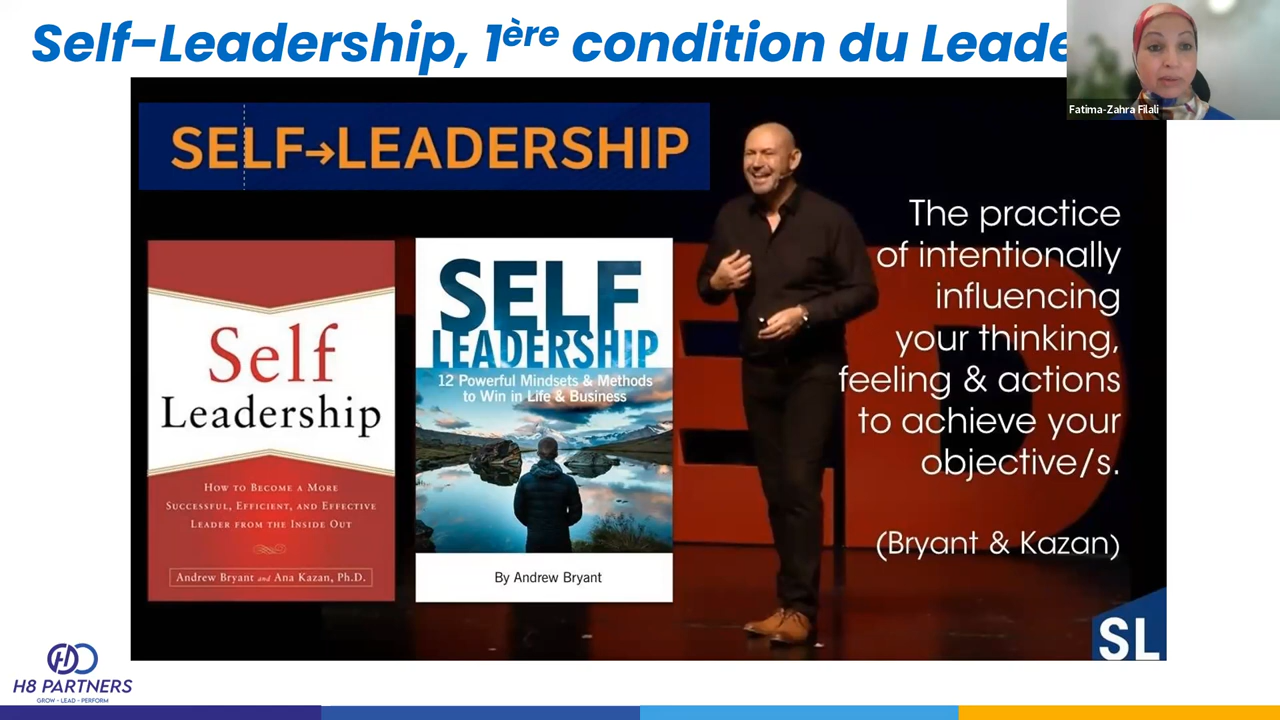 Self-Leadership, 1ère condition du Leade
Fatima-Zahra Filali
SELF→LEADERSHIP
The practice
of intentionally
influencing
your thinking,
feeling & actions
to achieve your
objective/s.
(Bryant & Kazan)
Self
Leadership
HOW TO BECOME A MORE
SUCCESSFUL, EFFICIENT, AND EFFECTIVE
LEADER FROM THE INSIDE OUT
Andrew Bryant and Ana Kazan, Ph.D.
SELF
LEADERSHIP
12 Powerful Mindsets & Methods
to Win in Life & Business
By Andrew Bryant
SL
H8 PARTNERS
GROW - LEAD - PERFORM